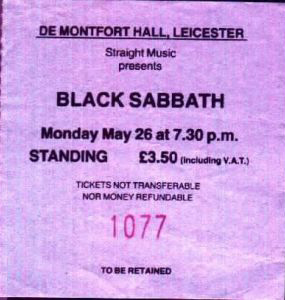 DE MONTFORT HALL, LEICESTER
Straight Music
presents
BLACK SABBATH
Monday May 26 at 7.30 p.m.
STANDING £3.50 (including V.A.T.)
TICKETS NOT TRANSFERABLE
NOR MONEY REFUNDABLE
1077
TO BE RETAINED